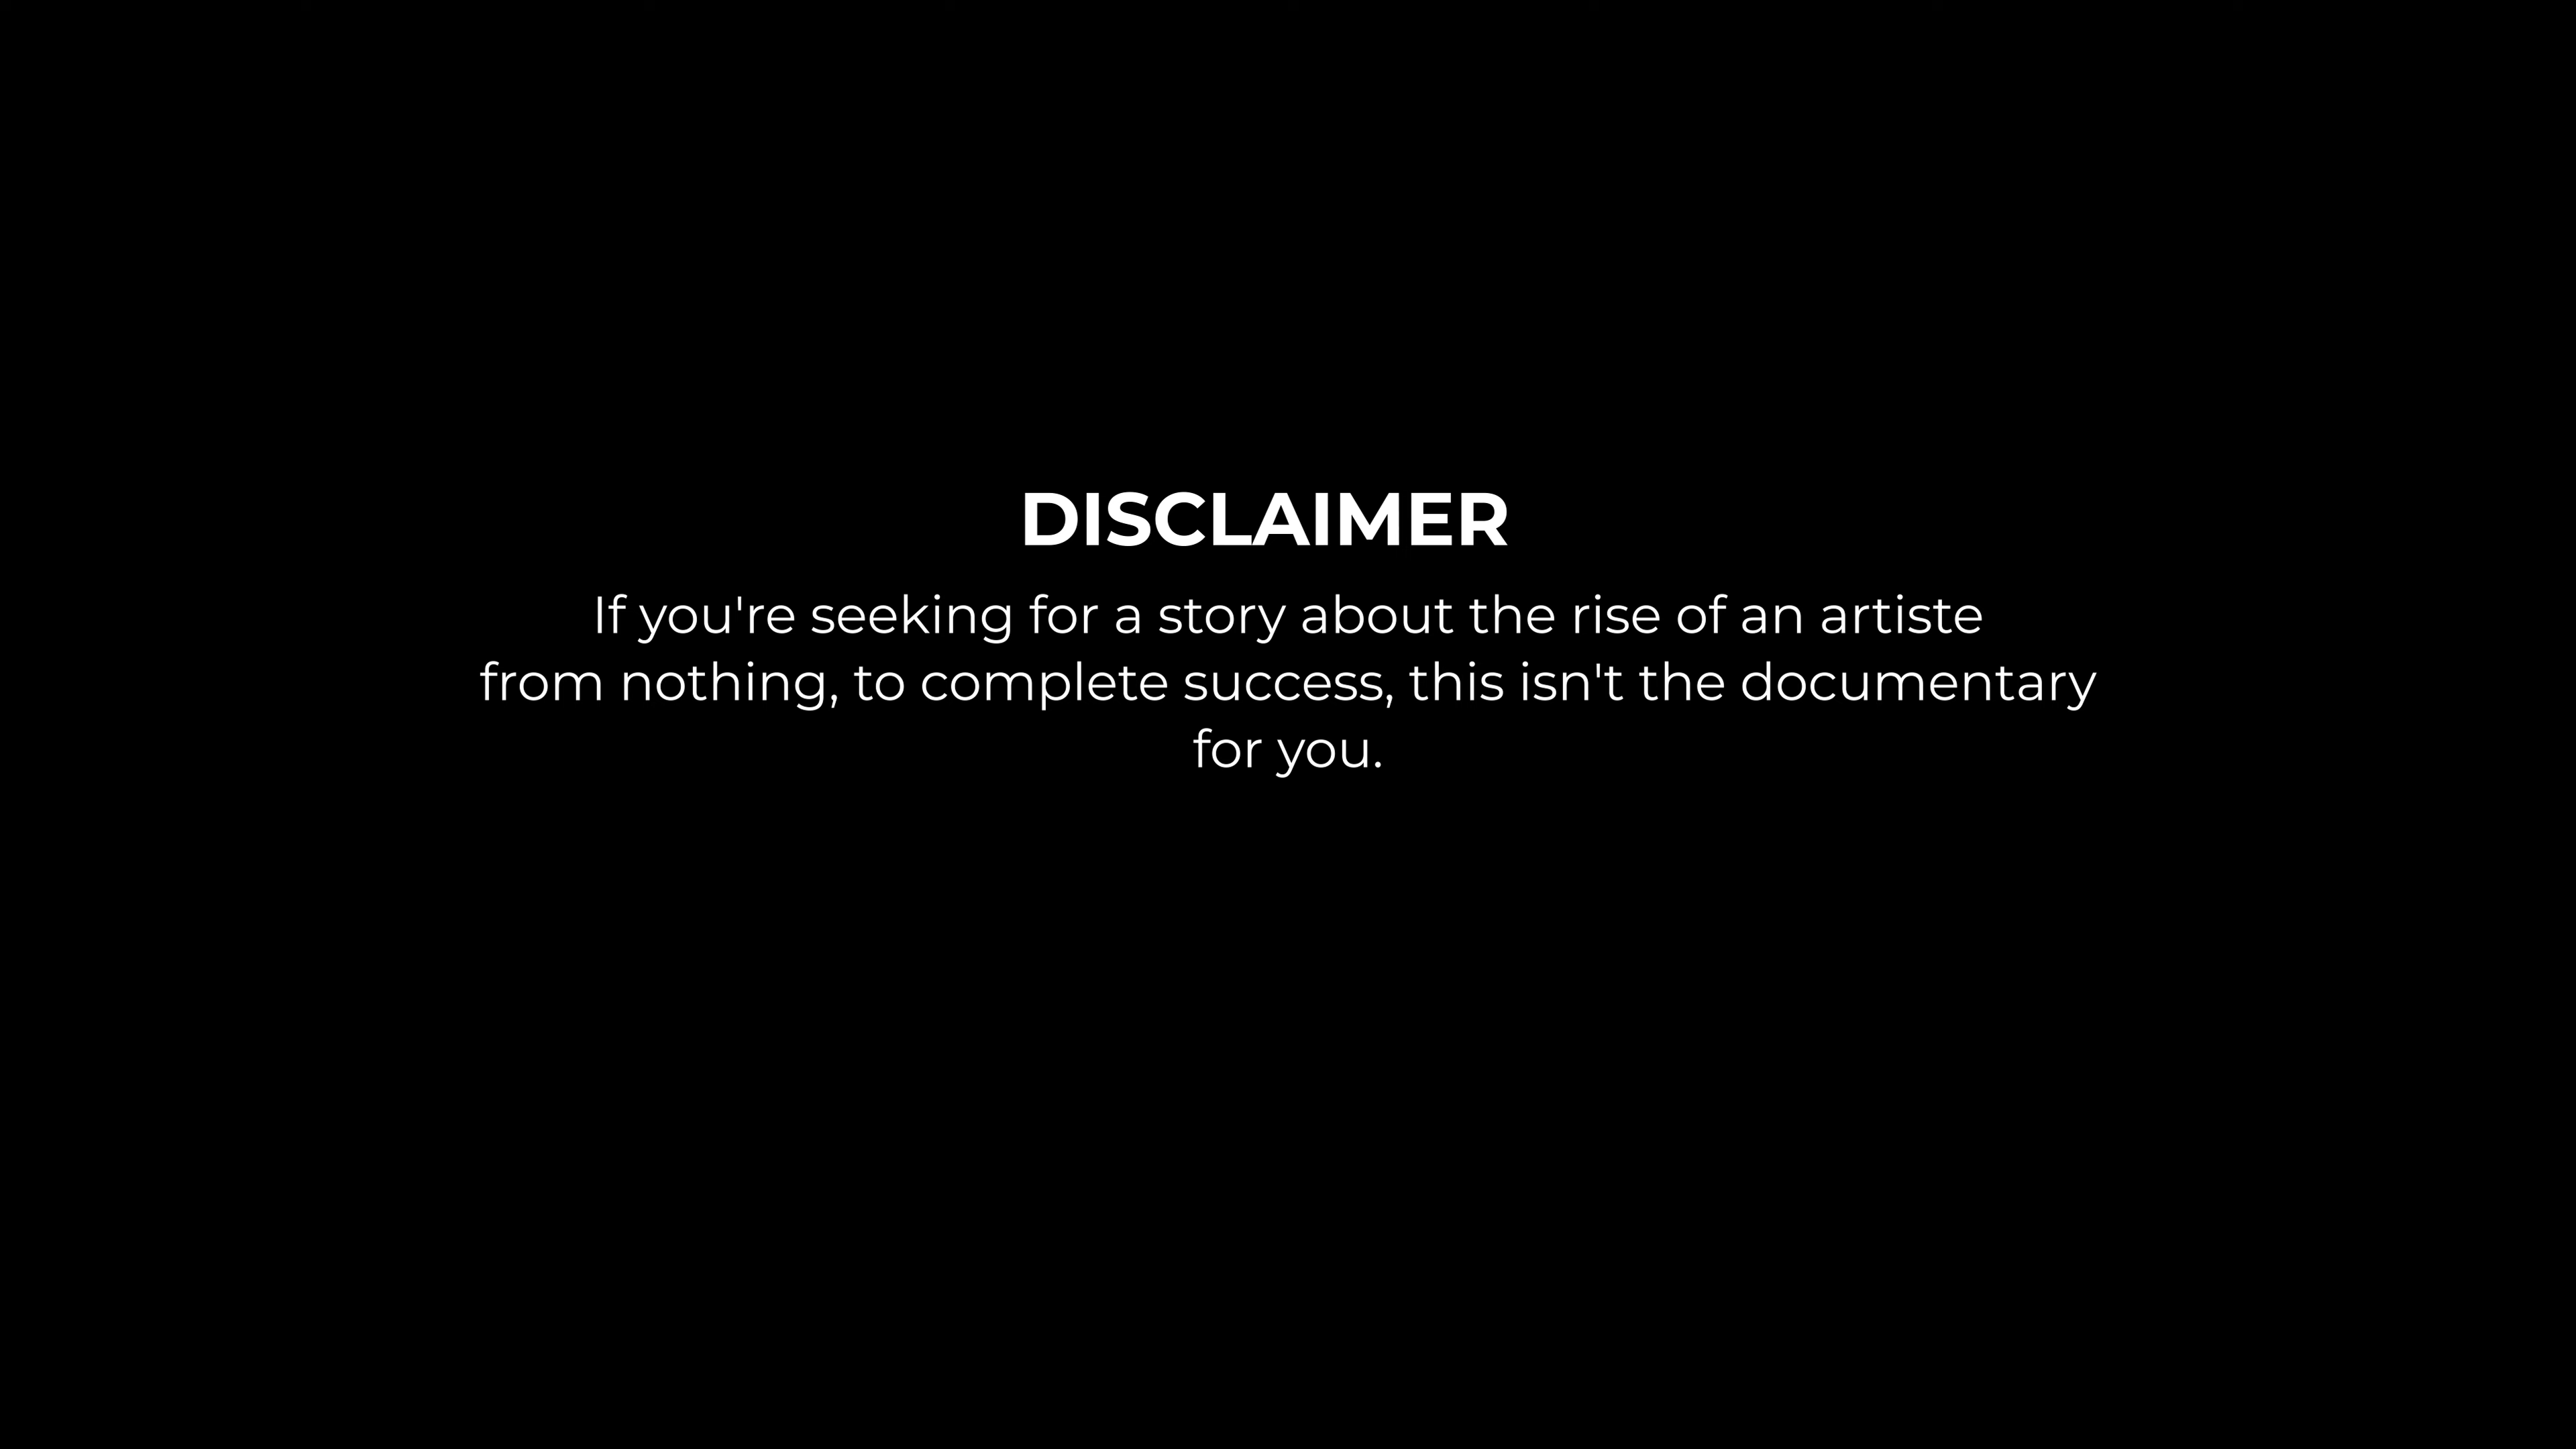 DISCLAIMER
If you're seeking for a story about the rise of an artiste
from nothing, to complete success, this isn't the documentary
for you.